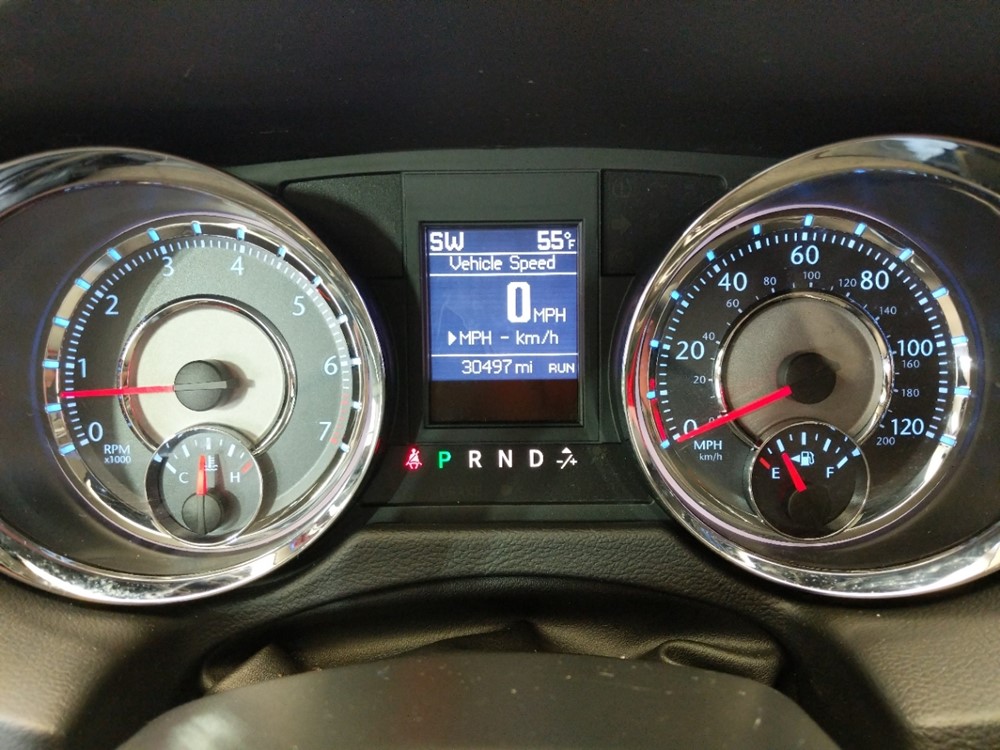 0
1
2
3
4
5
6
7
RPM
x1000
C H
SW 55°F
Vehicle Speed
0 MPH
MPH - km/h
30497 mi RUN
P R N D -/+
0
20
40
60
80
100
120
20
40
60
80
100
120
140
160
180
200
MPH
km/h
E F